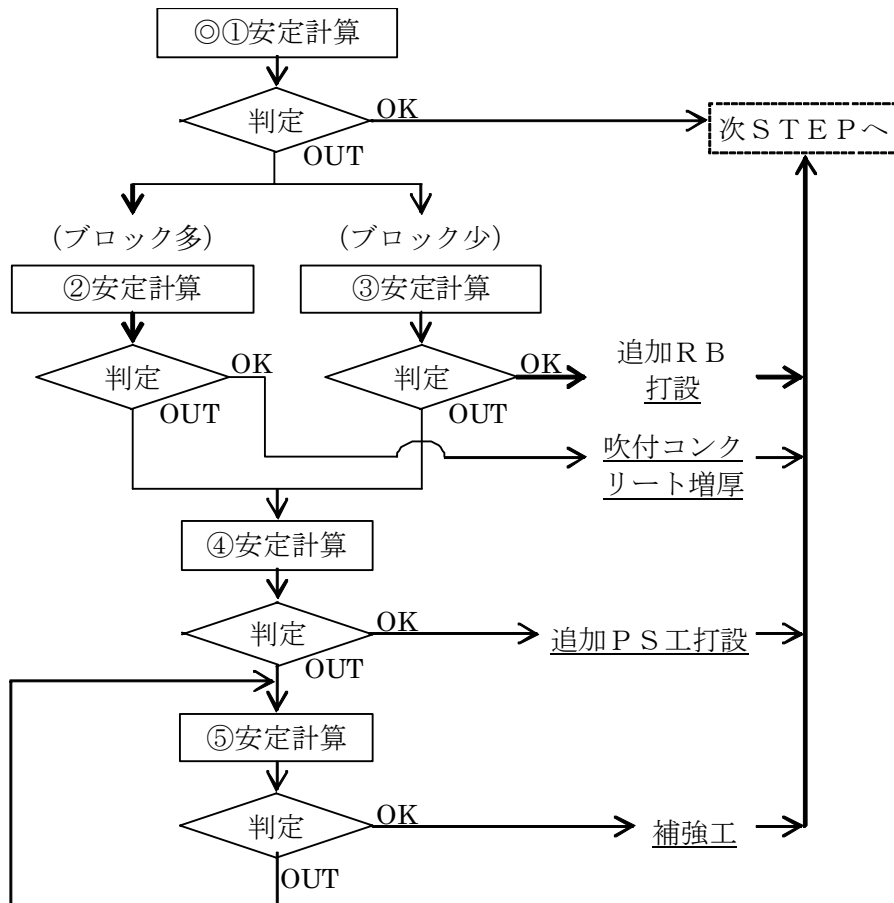 ◎①安定計算
判定
OK
次ＳＴＥＰへ
OUT
(ブロック多)
(ブロック少)
②安定計算
③安定計算
判定
OK
OUT
判定
OK
OUT
追加ＲＢ
打設
吹付コンク
リート増厚
④安定計算
判定
OK
追加ＰＳ工打設
OUT
⑤安定計算
判定
OK
補強工
OUT